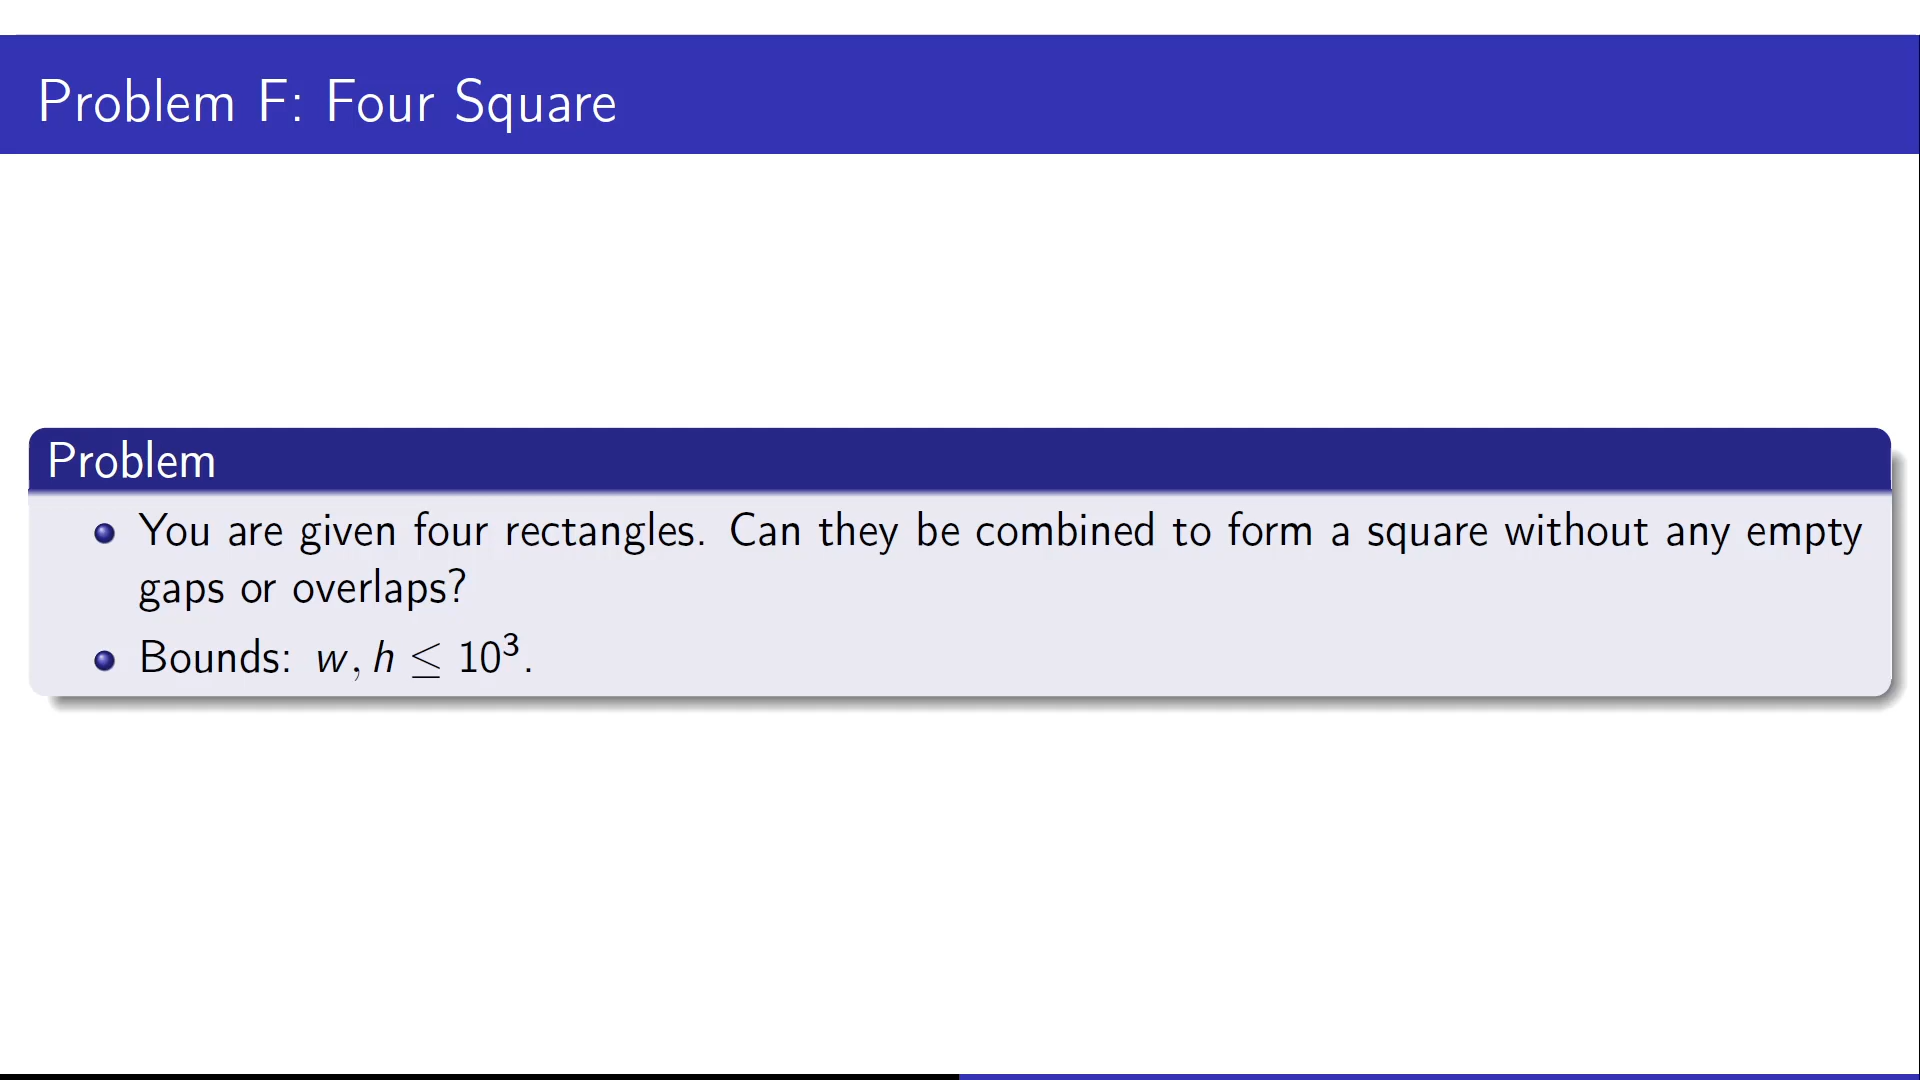 Problem F: Four Square
Problem
You are given four rectangles. Can they be combined to form a square without any empty
gaps or overlaps?
Bounds: w, h ≤ 10³.